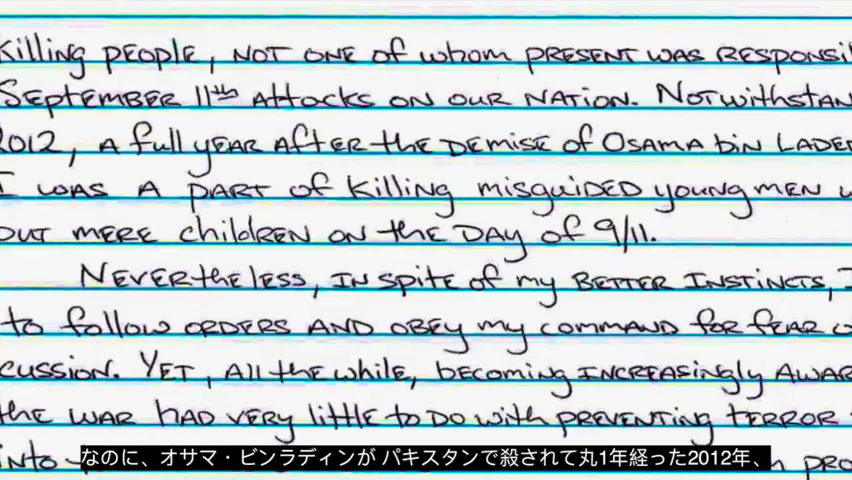 Killing people, not one of whom present was responsi
September 11th attacks on our nation. Notwithstan
2012, a full year after the demise of Osama bin Lade
I was a part of killing misguided young men w
but mere children on the day of 9/11.
Nevertheless, in spite of my better instincts, I
to follow orders and obey my command for fear o
cussion. Yet, all the while, becoming increasingly awar
the war had very little to do with preventing terror
into
pro
なのに、オサマ・ビンラディンが パキスタンで殺されて丸1年経った2012年、